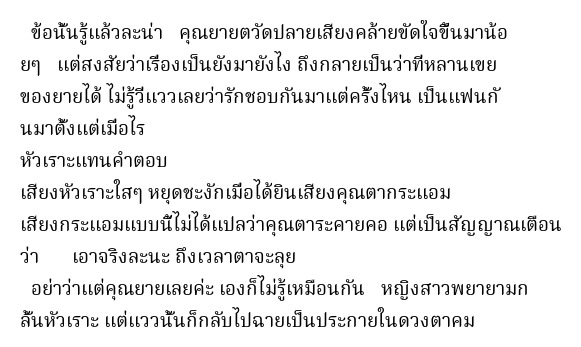 ข้อนั้นรู้แล้วละน่า คุณยายตวัดปลายเสียงคล้ายขัดใจขึ้นมาน้อ
ยๆ แต่สงสัยว่าเรื่องเป็นยังมายังไง ถึงกลายเป็นว่าที่หลานเขย
ของยายได้ ไม่รู้วี่แววเลยว่ารักชอบกันมาแต่ครั้งไหน เป็นแฟนกั
นมาตั้งแต่เมื่อไร
หัวเราะแทนคำตอบ
เสียงหัวเราะใสๆ หยุดชะงักเมื่อได้ยินเสียงคุณตากระแอม
เสียงกระแอมแบบนี้ไม่ได้แปลว่าคุณตาระคายคอ แต่เป็นสัญญาณเตือน
ว่า เอาจริงละนะ ถึงเวลาตาจะลุย
อย่าว่าแต่คุณยายเลยค่ะ เองก็ไม่รู้เหมือนกัน หญิงสาวพยายามก
ลั้นหัวเราะ แต่แววนั้นก็กลับไปฉายเป็นประกายในดวงตาคม